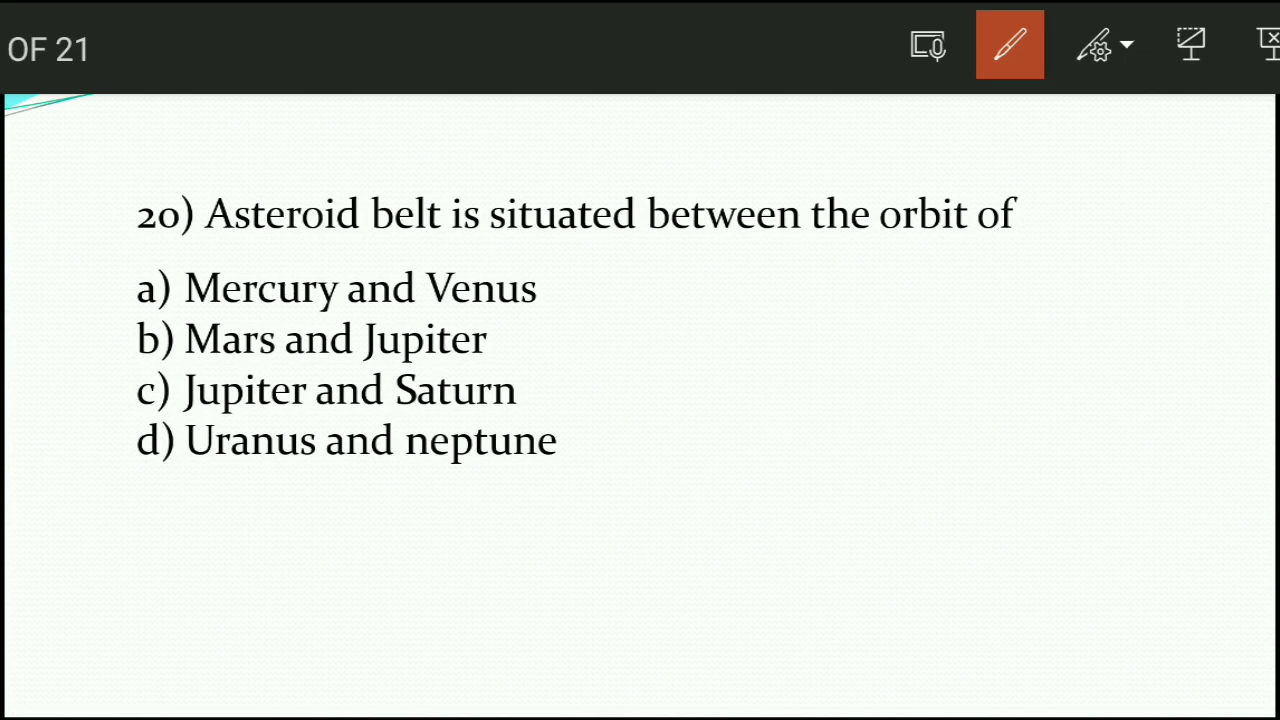 OF 21
20) Asteroid belt is situated between the orbit of
a) Mercury and Venus
b) Mars and Jupiter
c) Jupiter and Saturn
d) Uranus and neptune